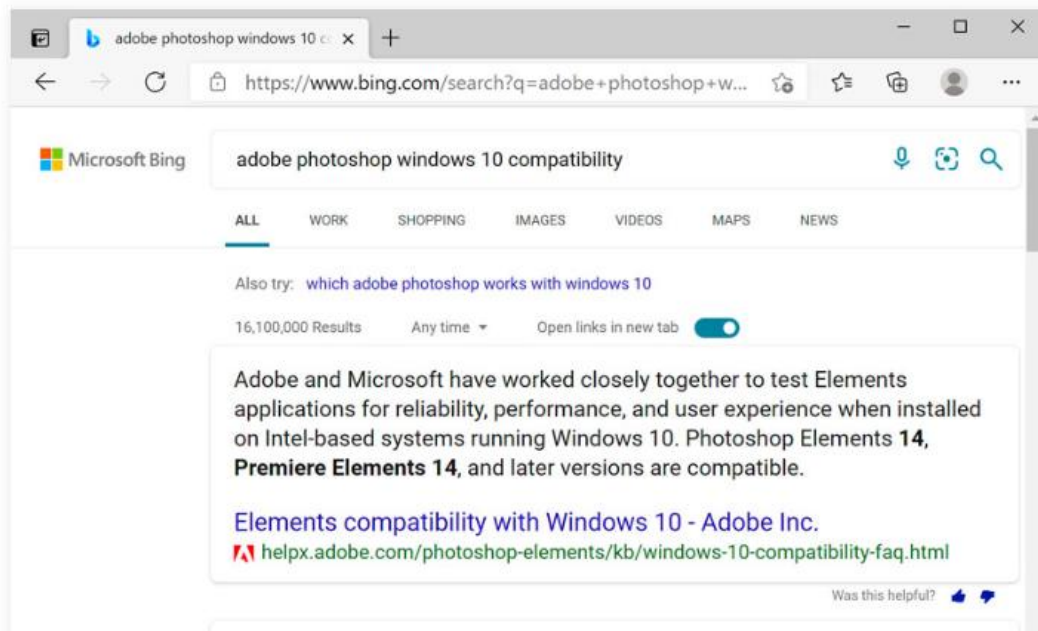 adobe photoshop windows 10 c
https://www.bing.com/search?q=adobe+photoshop+w...
Microsoft Bing
adobe photoshop windows 10 compatibility
ALL WORK SHOPPING IMAGES VIDEOS MAPS NEWS
Also try: which adobe photoshop works with windows 10
16,100,000 Results Any time Open links in new tab
Adobe and Microsoft have worked closely together to test Elements
applications for reliability, performance, and user experience when installed
on Intel-based systems running Windows 10. Photoshop Elements 14,
Premiere Elements 14, and later versions are compatible.
Elements compatibility with Windows 10 - Adobe Inc.
helpx.adobe.com/photoshop-elements/kb/windows-10-compatibility-faq.html
Was this helpful?